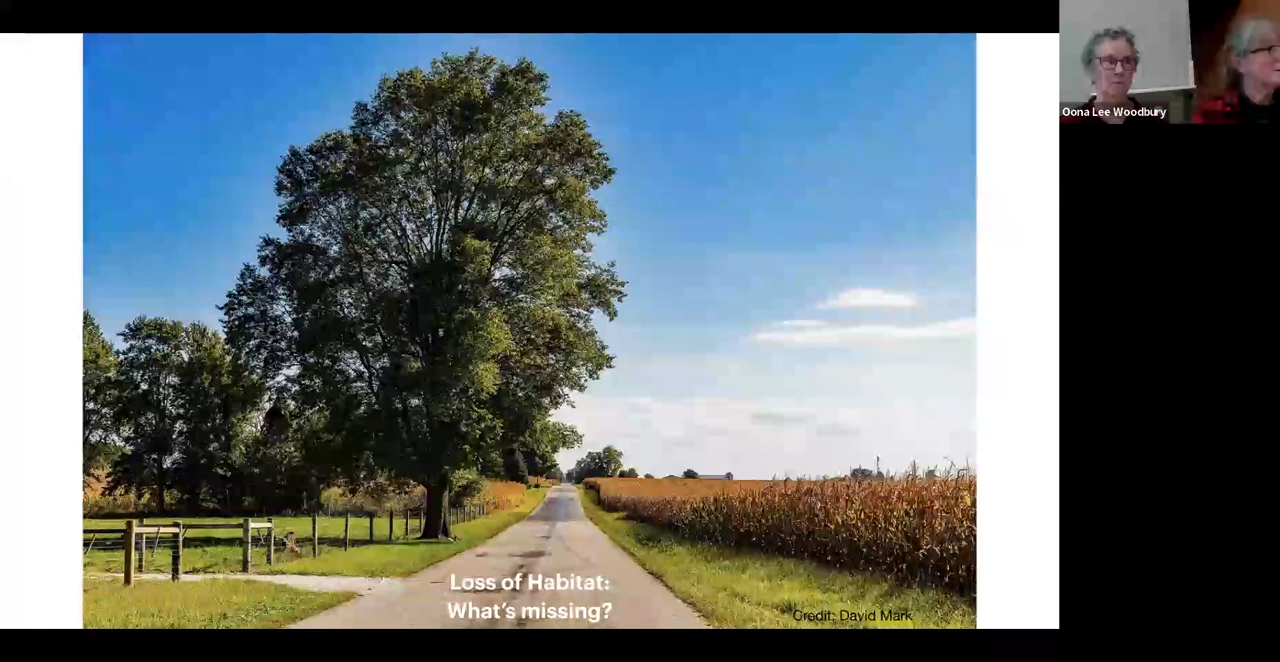 Oona Lee Woodbury
Loss of Habitat:
What's missing?
Credit: David Mark